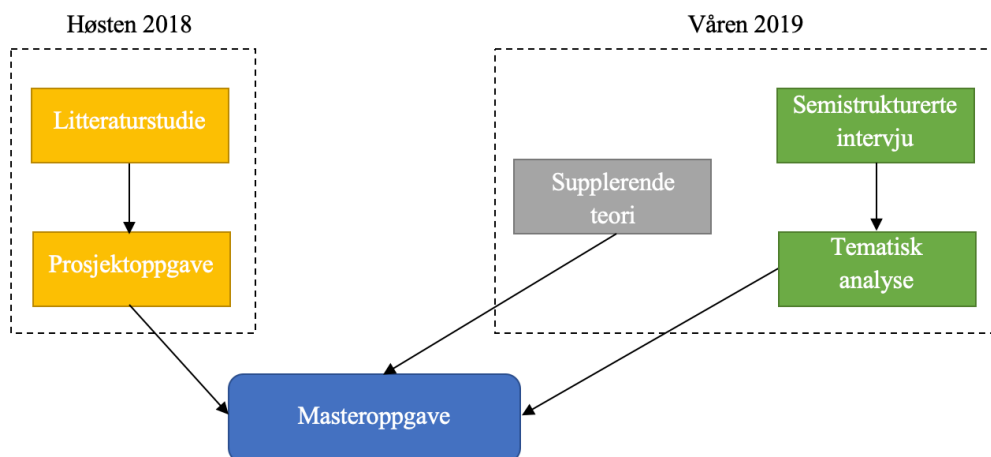 Høsten 2018
Våren 2019
Litteraturstudie
Prosjektoppgave
Supplerende
teori
Semistrukturerte
intervju
Tematisk
analyse
Masteroppgave